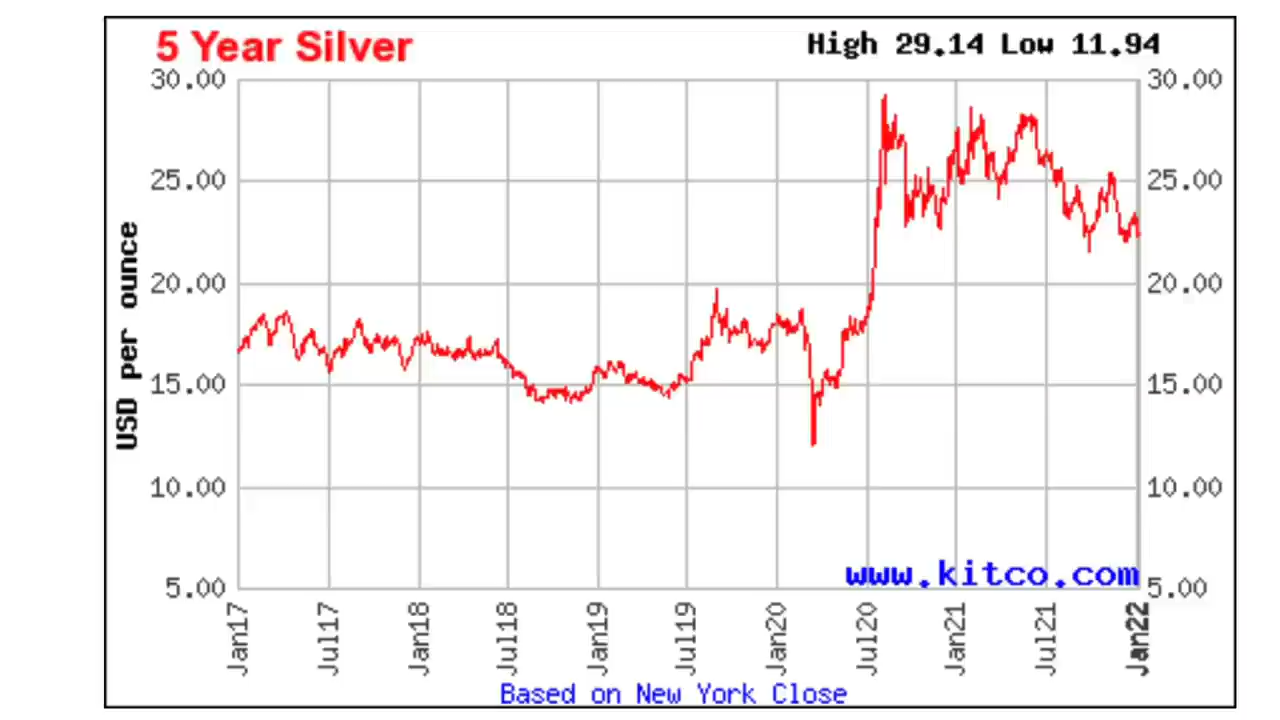 5 Year Silver
High 29.14 Low 11.94
30.00 30.00
25.00 25.00
20.00 20.00
15.00 15.00
10.00 10.00
5.00 5.00
USD per ounce
www.kitco.com
Jan17 Jul17 Jan18 Jul18 Jan19 Jul19 Jan20 Jul20 Jan21 Jul21 Jan22
Based on New York Close